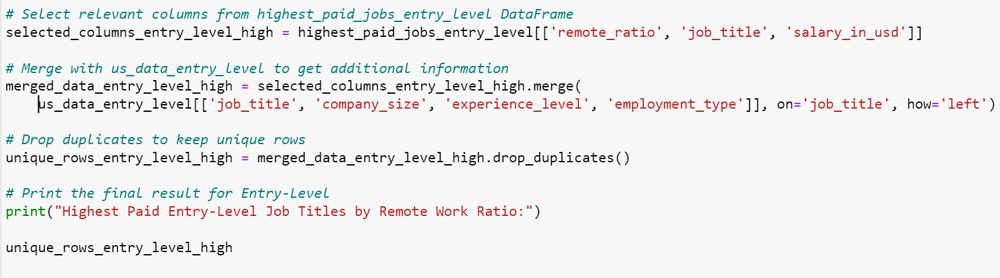 # Select relevant columns from highest_paid_jobs_entry_level DataFrame
selected_columns_entry_level_high = highest_paid_jobs_entry_level[['remote_ratio', 'job_title', 'salary_in_usd']]
# Merge with us_data_entry_level to get additional information
merged_data_entry_level_high = selected_columns_entry_level_high.merge(
    us_data_entry_level[['job_title', 'company_size', 'experience_level', 'employment_type']], on='job_title', how='left')
# Drop duplicates to keep unique rows
unique_rows_entry_level_high = merged_data_entry_level_high.drop_duplicates()
# Print the final result for Entry-Level
print("Highest Paid Entry-Level Job Titles by Remote Work Ratio:")
unique_rows_entry_level_high